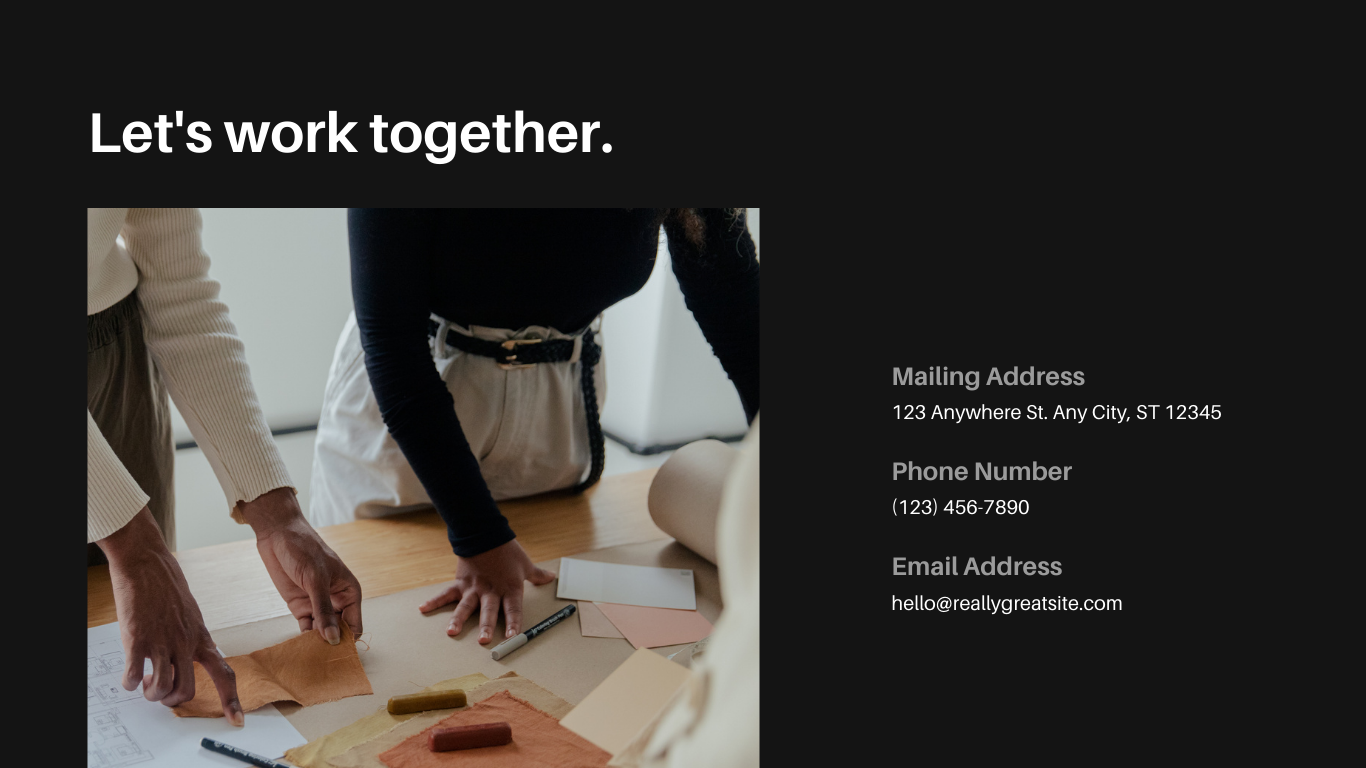 Let's work together.
Mailing Address
123 Anywhere St. Any City, ST 12345
Phone Number
(123) 456-7890
Email Address
hello@reallygreatsite.com